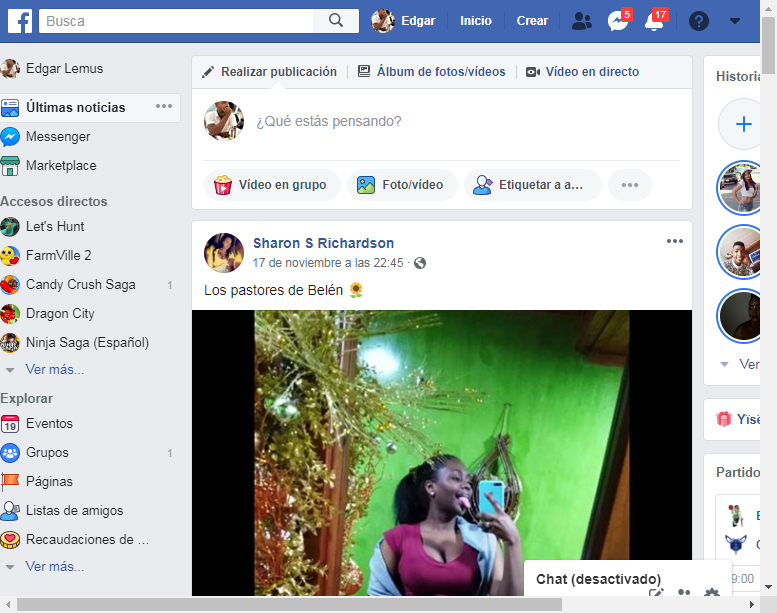 Busca
Edgar
Inicio
Crear
5
17
Edgar Lemus
Últimas noticias
Messenger
Marketplace
Accesos directos
Let's Hunt
FarmVille 2
Candy Crush Saga 1
Dragon City
Ninja Saga (Español)
Ver más...
Explorar
Eventos
Grupos 1
Páginas
Listas de amigos
Recaudaciones de ...
Ver más...
Realizar publicación
Álbum de fotos/vídeos
Vídeo en directo
¿Qué estás pensando?
Vídeo en grupo
Foto/vídeo
Etiquetar a a...
Sharon S Richardson
17 de noviembre a las 22:45 ·
Los pastores de Belén 🌻
Chat (desactivado)
Historia
Ver
Yïsë
Partido
9:00